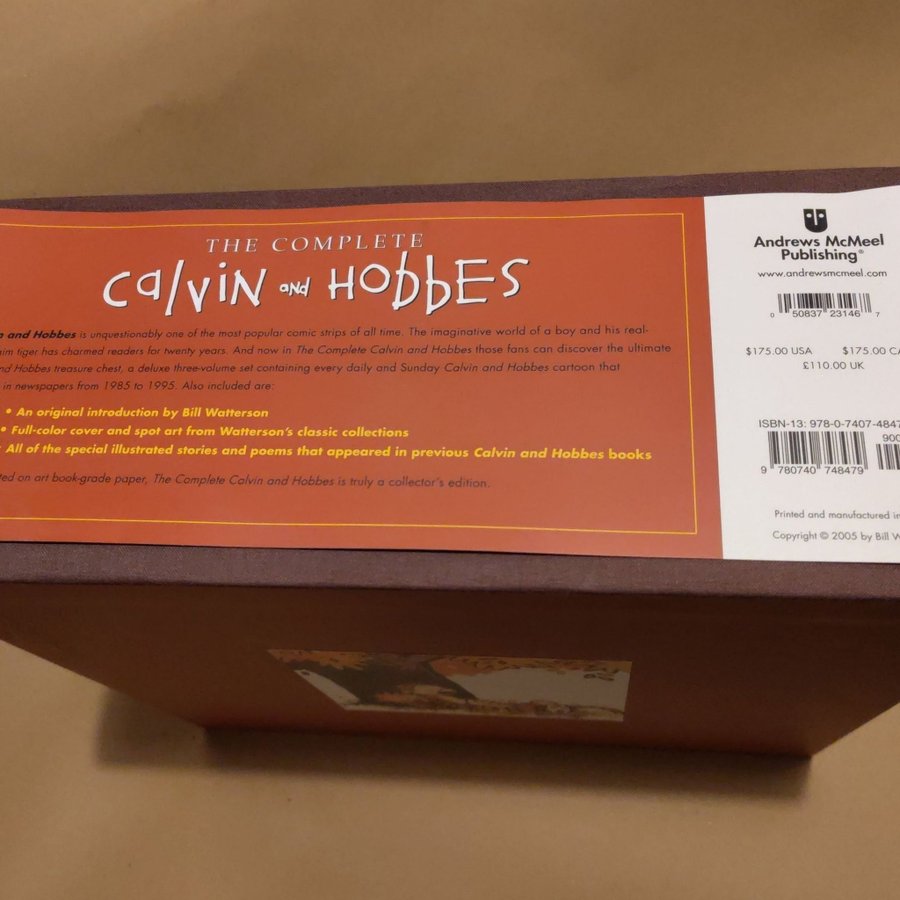 THE COMPLETE
Calvin and Hobbes
and Hobbes is unquestionably one of the most popular comic strips of all time. The imaginative world of a boy and his real-
tiger has charmed readers for twenty years. And now in The Complete Calvin and Hobbes those fans can discover the ultimate
Hobbes treasure chest, a deluxe three-volume set containing every daily and Sunday Calvin and Hobbes cartoon that
in newspapers from 1985 to 1995. Also included are:
• An original introduction by Bill Watterson
• Full-color cover and spot art from Watterson's classic collections
All of the special illustrated stories and poems that appeared in previous Calvin and Hobbes books
on art book-grade paper, The Complete Calvin and Hobbes is truly a collector's edition.
Andrews McMeel
Publishing®
www.andrewsmcmeel.com
0 50837 23146 7
$175.00 USA $175.00
£110.00 UK
ISBN-13: 978-0-7407-4847
900
9 780740 748479
Printed and manufactured in
Copyright © 2005 by Bill